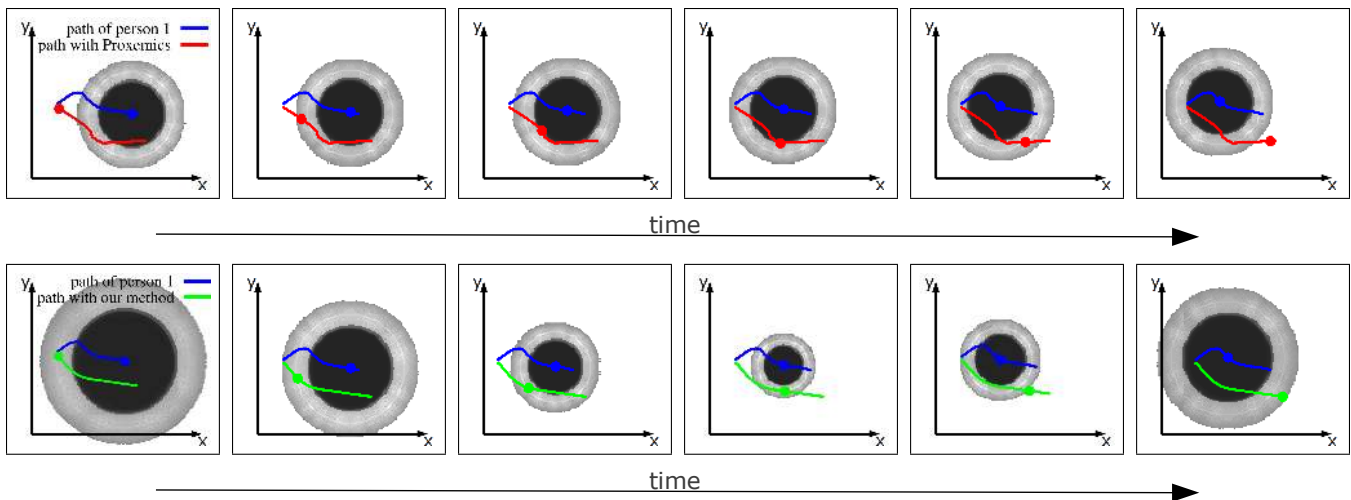 y
path of person 1
path with Proxemics
x
y
x
y
x
y
x
y
x
y
x
time
y
path of person 1
path with our method
x
y
x
y
x
y
x
y
x
y
x
time